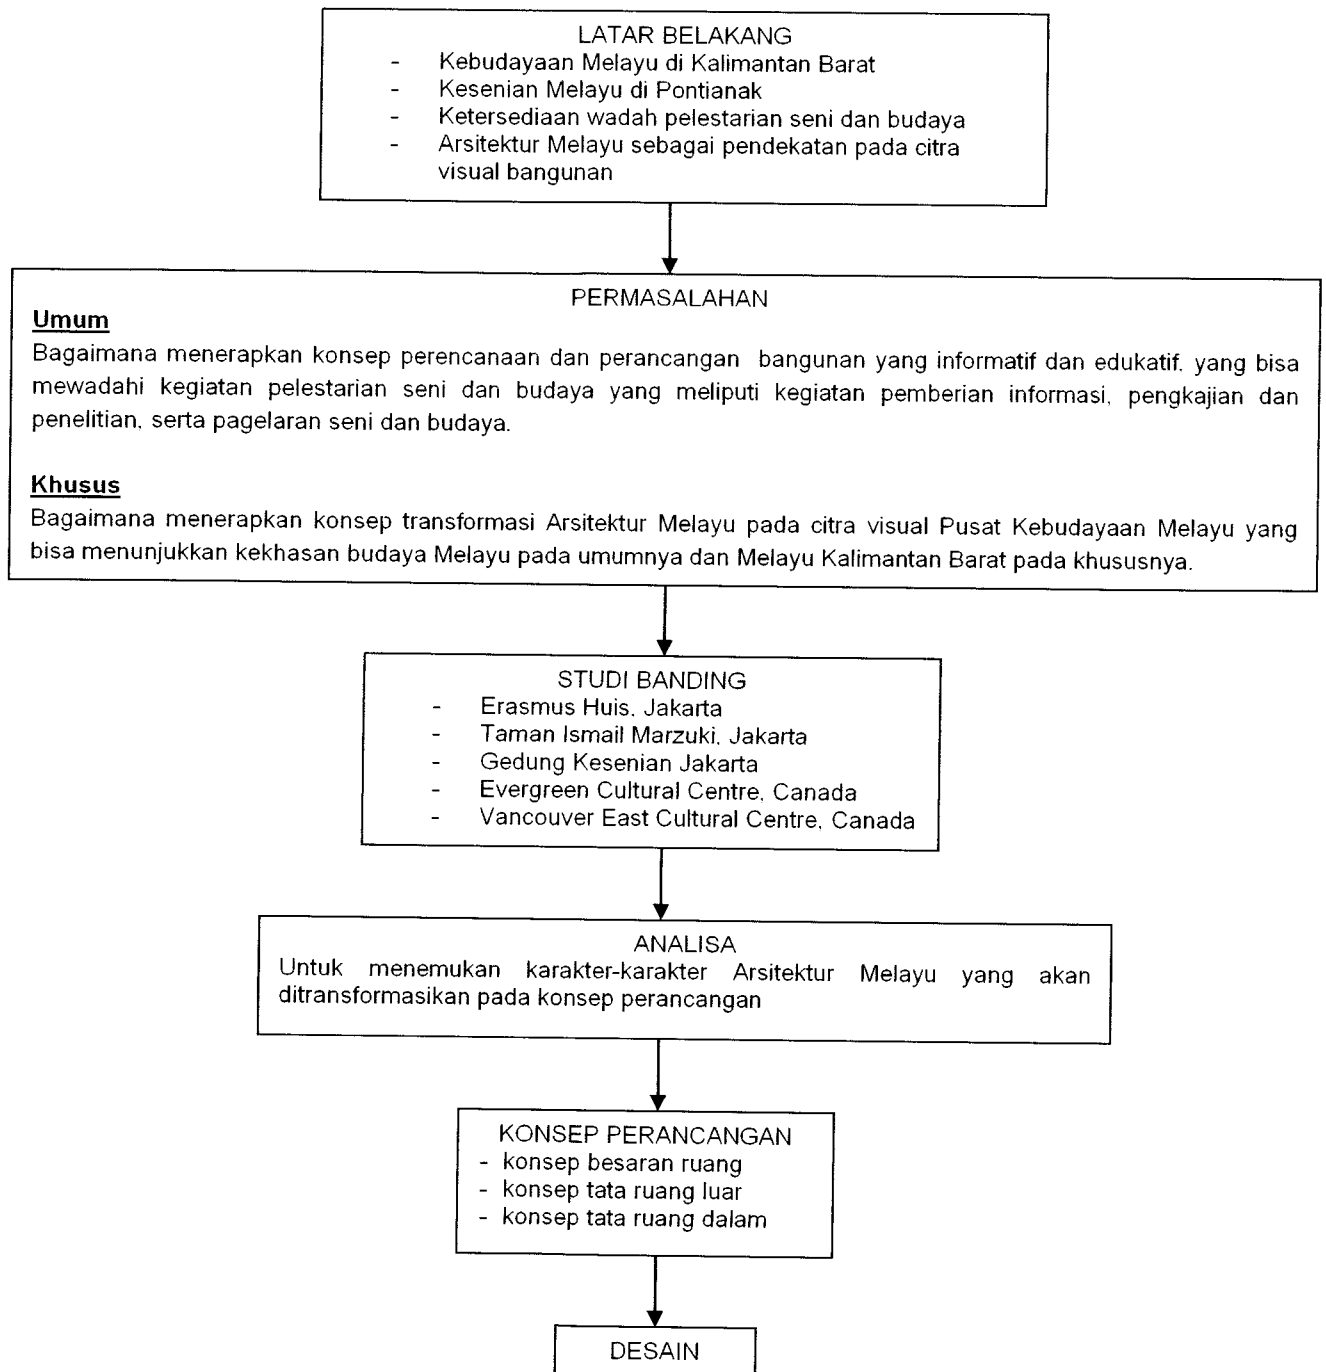 LATAR BELAKANG
- Kebudayaan Melayu di Kalimantan Barat
- Kesenian Melayu di Pontianak
- Ketersediaan wadah pelestarian seni dan budaya
- Arsitektur Melayu sebagai pendekatan pada citra
visual bangunan
PERMASALAHAN
Umum
Bagaimana menerapkan konsep perencanaan dan perancangan bangunan yang informatif dan edukatif. yang bisa
mewadahi kegiatan pelestarian seni dan budaya yang meliputi kegiatan pemberian informasi, pengkajian dan
penelitian, serta pagelaran seni dan budaya.
Khusus
Bagaimana menerapkan konsep transformasi Arsitektur Melayu pada citra visual Pusat Kebudayaan Melayu yang
bisa menunjukkan kekhasan budaya Melayu pada umumnya dan Melayu Kalimantan Barat pada khususnya.
STUDI BANDING
- Erasmus Huis, Jakarta
- Taman Ismail Marzuki, Jakarta
- Gedung Kesenian Jakarta
- Evergreen Cultural Centre, Canada
- Vancouver East Cultural Centre, Canada
ANALISA
Untuk menemukan karakter-karakter Arsitektur Melayu yang akan
ditransformasikan pada konsep perancangan
KONSEP PERANCANGAN
- konsep besaran ruang
- konsep tata ruang luar
- konsep tata ruang dalam
DESAIN